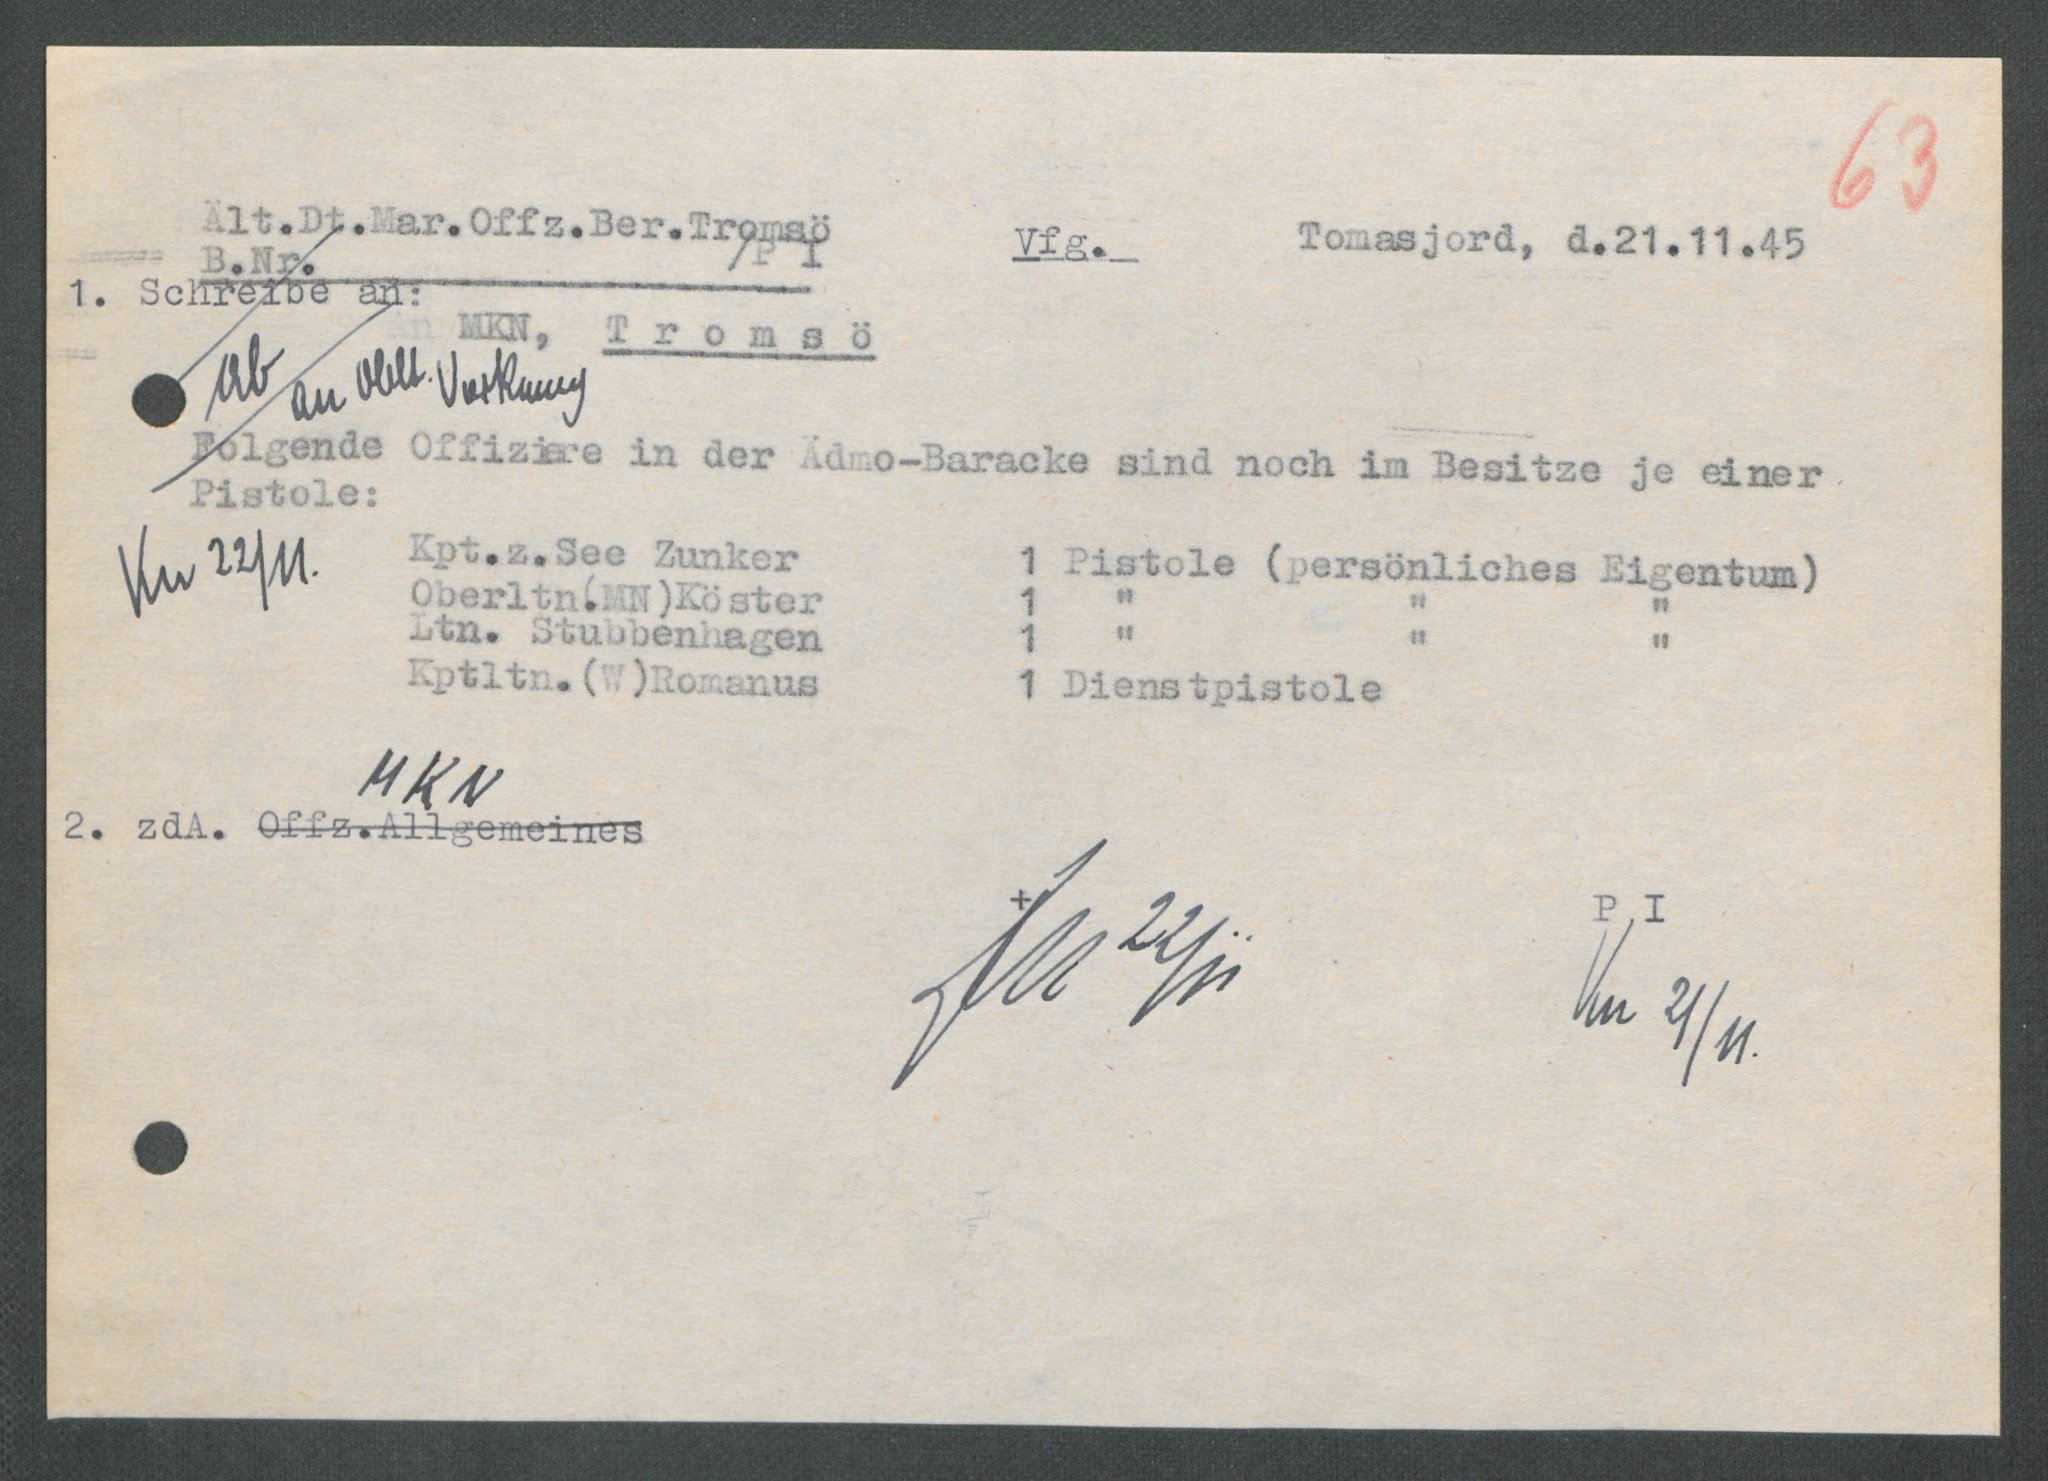 63
Ält.Dt.Mar.Offz.Ber.Tromsö Vfg. Tomasjord, d.21.11.45
B.Nr. /P I
1. Schreibe an:
an MKN, T r o m s ö
ab an Oblt.
Folgende Offiziere in der Ädmo-Baracke sind noch im Besitze je einer
Pistole:
22/11.
Kpt.z.See Zunker 1 Pistole (persönliches Eigentum)
Oberltn.(MN)Köster 1 " " "
Ltn. Stubbenhagen 1 " " "
Kptltn.(W)Romanus 1 Dienstpistole
MKN
2. zdA. Offz.Allgemeines
+ P I
22/11
21/11.